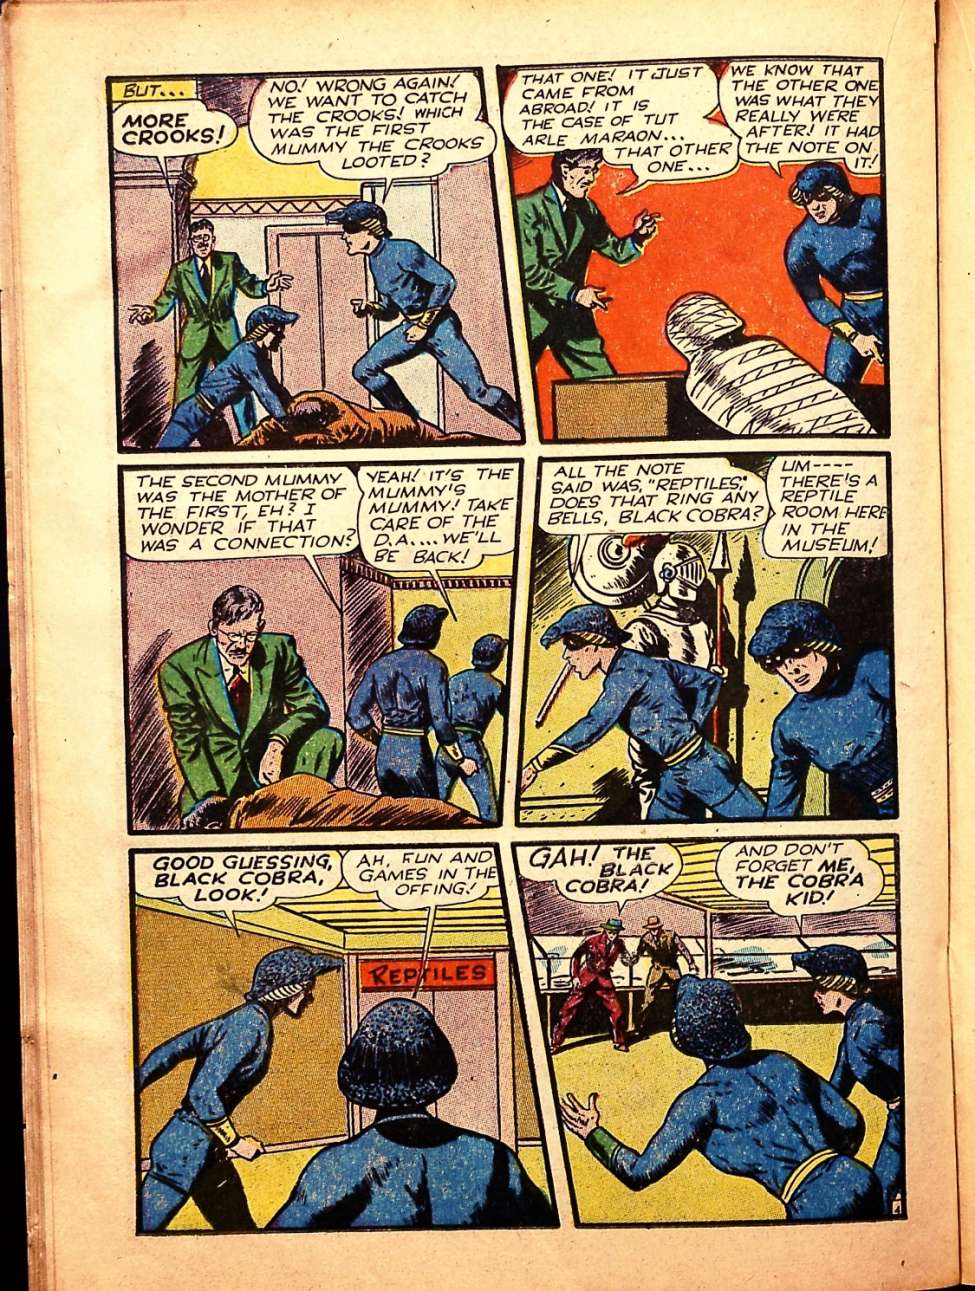 BUT...
MORE
CROOKS!
NO! WRONG AGAIN!
WE WANT TO CATCH
THE CROOKS! WHICH
WAS THE FIRST
MUMMY THE CROOKS
LOOTED?
THAT ONE! IT JUST
CAME FROM
ABROAD! IT IS
THE CASE OF TUT
ARLE MARAON...
THAT OTHER
ONE...
WE KNOW THAT
THE OTHER ONE
WAS WHAT THEY
REALLY WERE
AFTER! IT HAD
THE NOTE ON
IT!
THE SECOND MUMMY
WAS THE MOTHER OF
THE FIRST, EH? I
WONDER IF THAT
WAS A CONNECTION?
YEAH! IT'S THE
MUMMY'S
MUMMY! TAKE
CARE OF THE
D.A.... WE'LL
BE BACK!
ALL THE NOTE
SAID WAS, "REPTILES."
DOES THAT RING ANY
BELLS, BLACK COBRA?
UM----
THERE'S A
REPTILE
ROOM HERE
IN THE
MUSEUM!
GOOD GUESSING,
BLACK COBRA,
LOOK!
AH, FUN AND
GAMES IN THE
OFFING!
REPTILES
GAH! THE
BLACK
COBRA!
AND DON'T
FORGET ME,
THE COBRA
KID!
4